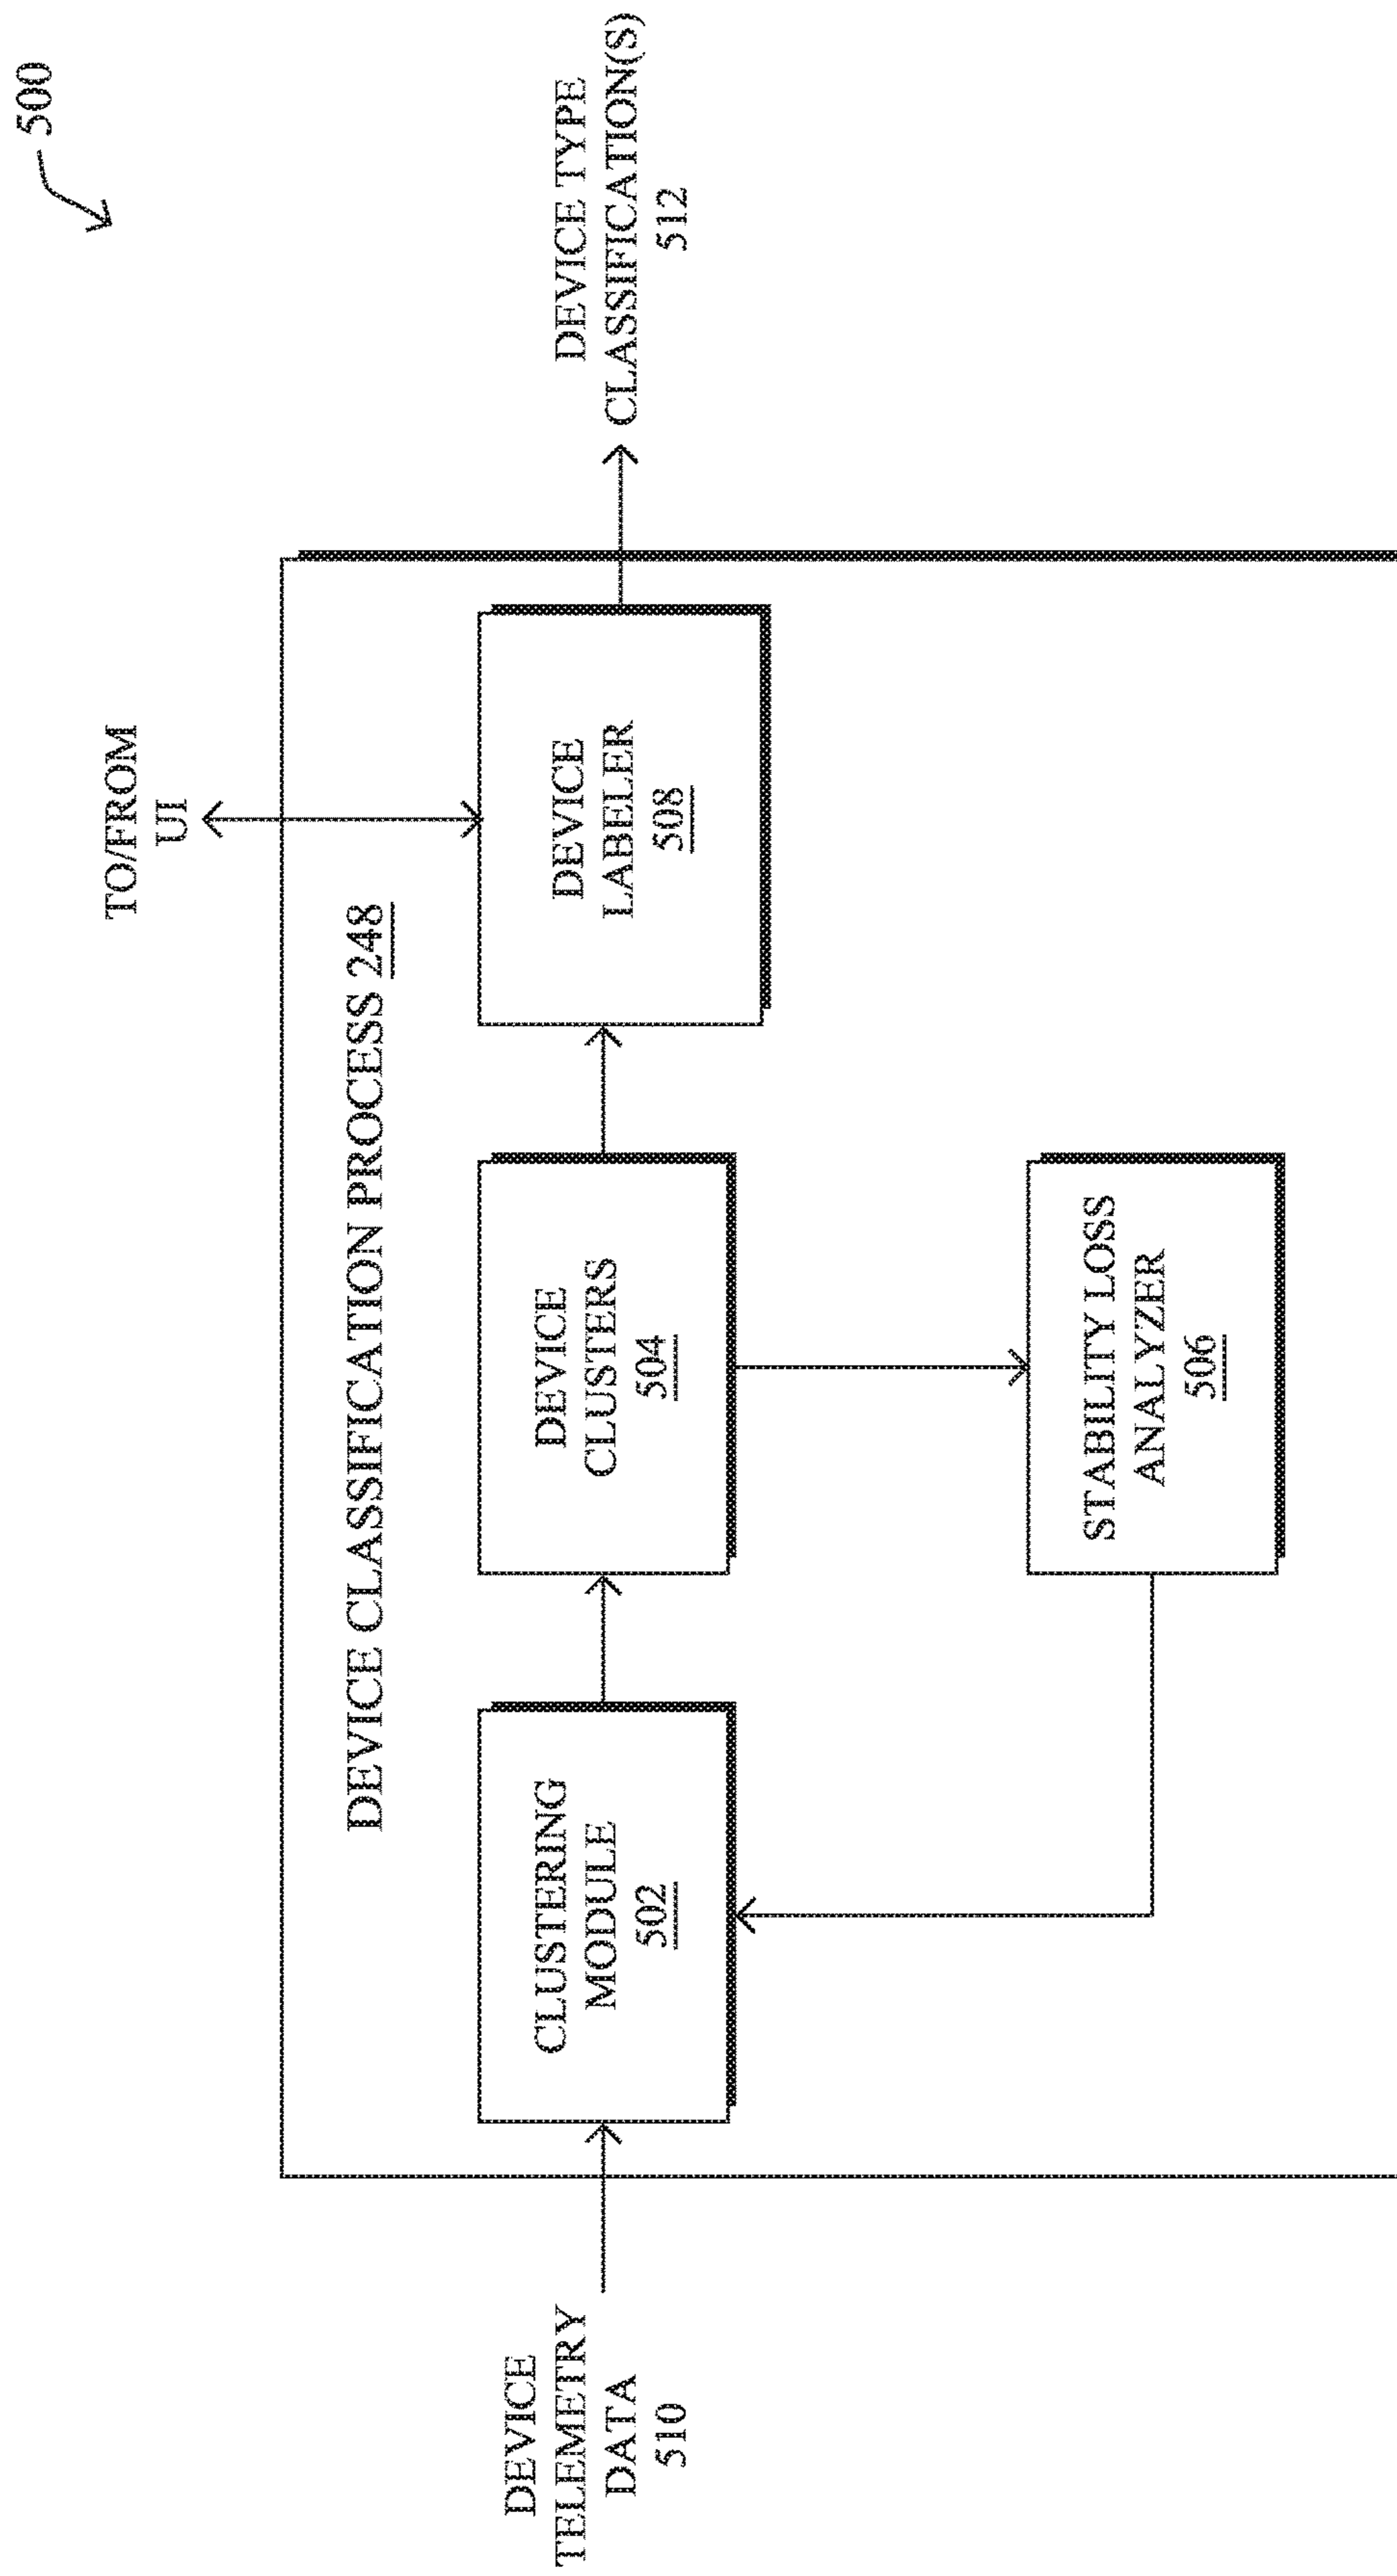 500
TO/FROM
UI
DEVICE CLASSIFICATION PROCESS 248
DEVICE
TELEMETRY
DATA
510
CLUSTERING
MODULE
502
DEVICE
CLUSTERS
504
DEVICE
LABELER
508
DEVICE TYPE
CLASSIFICATION(S)
512
STABILITY LOSS
ANALYZER
506